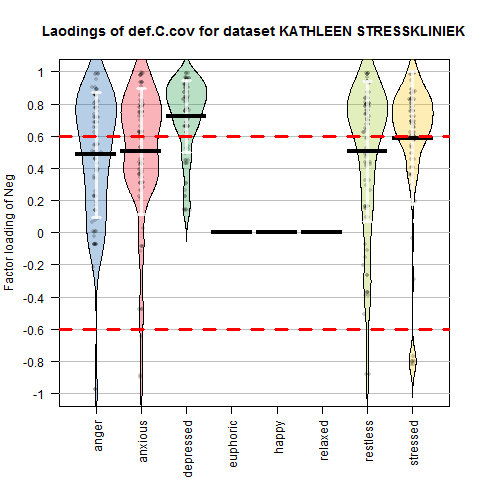 Laodings of def.C.cov for dataset KATHLEEN STRESSKLINIEK
Factor loading of Neg
1
0.8
0.6
0.4
0.2
0
-0.2
-0.4
-0.6
-0.8
-1
anger
anxious
depressed
euphoric
happy
relaxed
restless
stressed